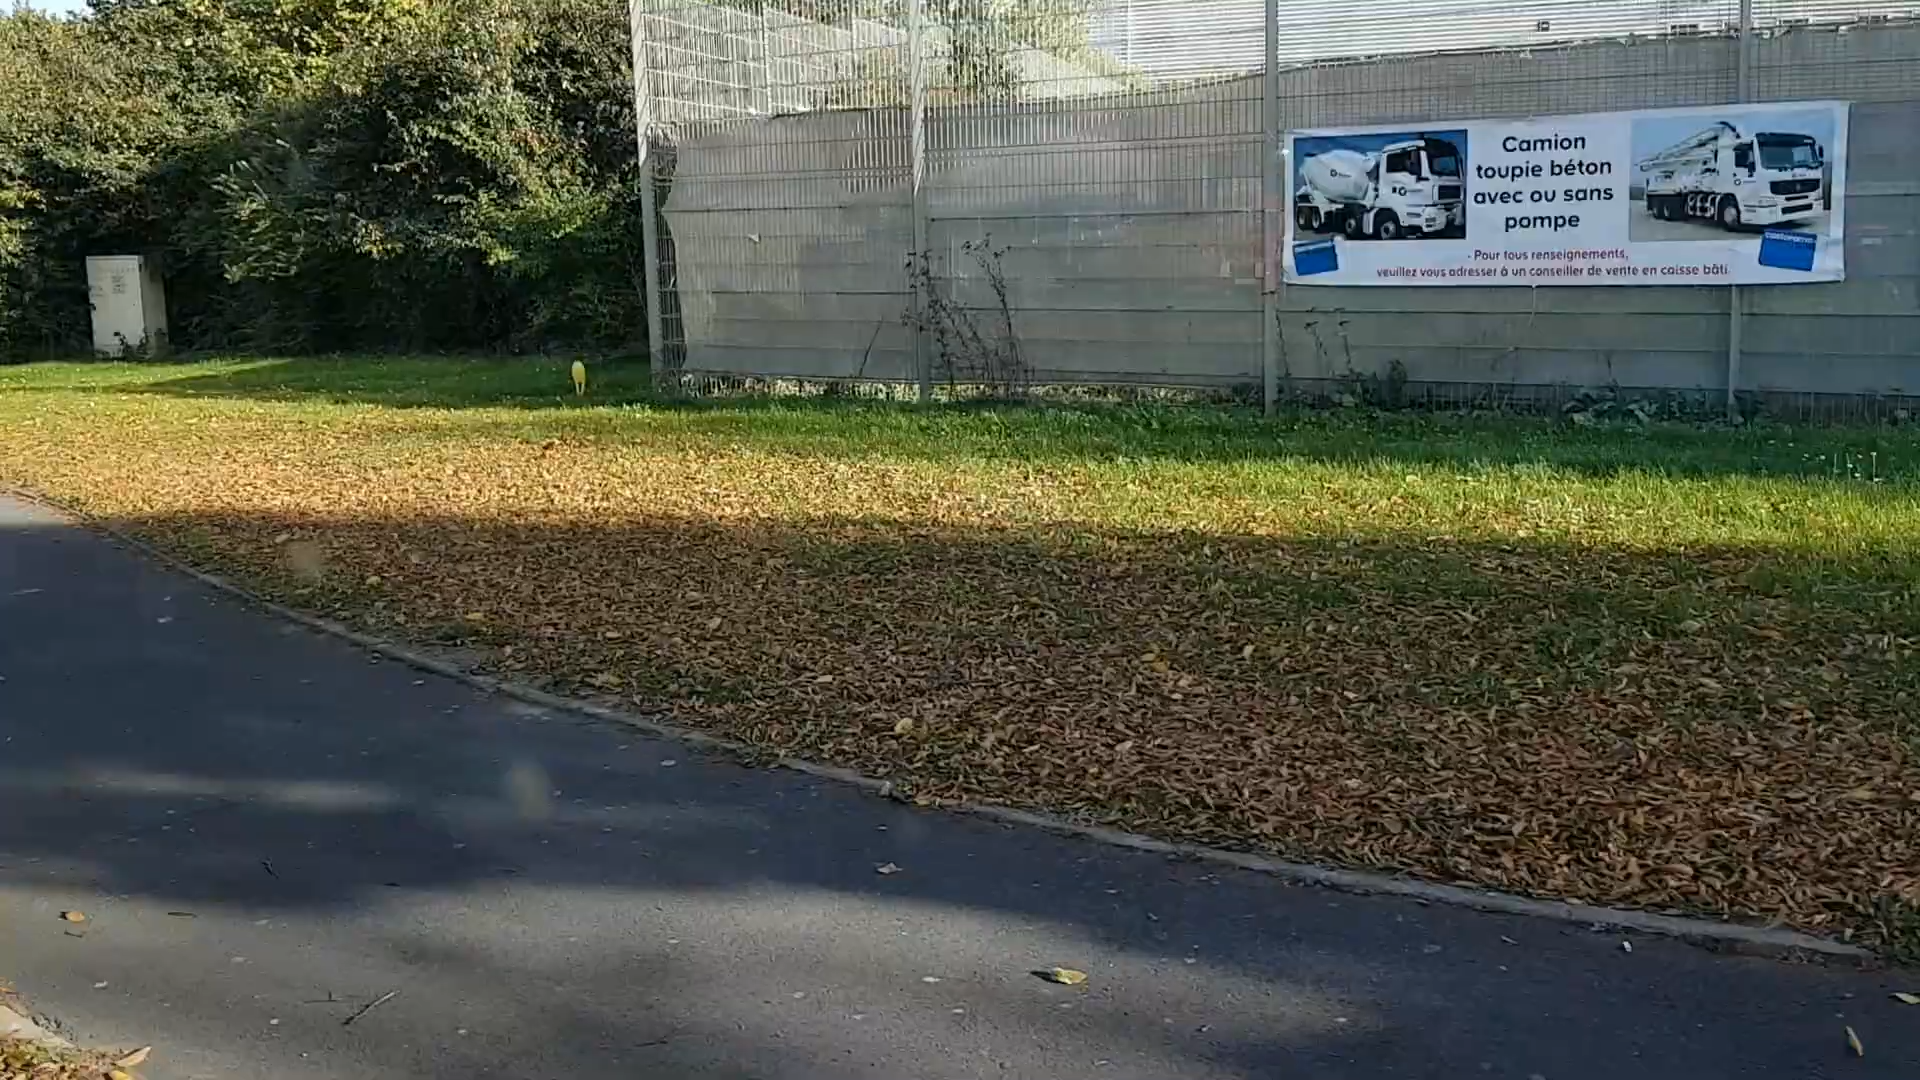 Camion
toupie béton
avec ou sans
pompe
- Pour tous renseignements,
veuillez vous adresser à un conseiller de vente en caisse bâti.
castorama